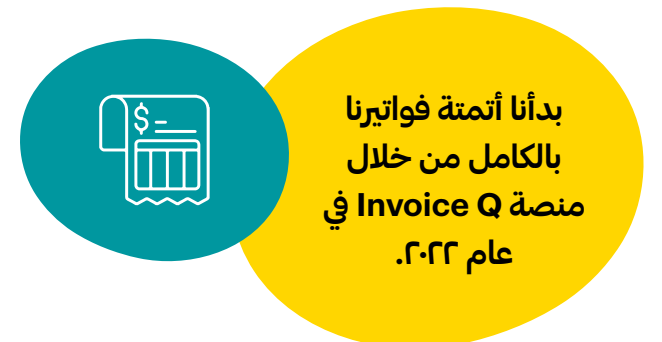 $
بدأنا أتمتة فواتيرنا
بالكامل من خلال
منصة Invoice Q في
عام ٢٠٢٢.